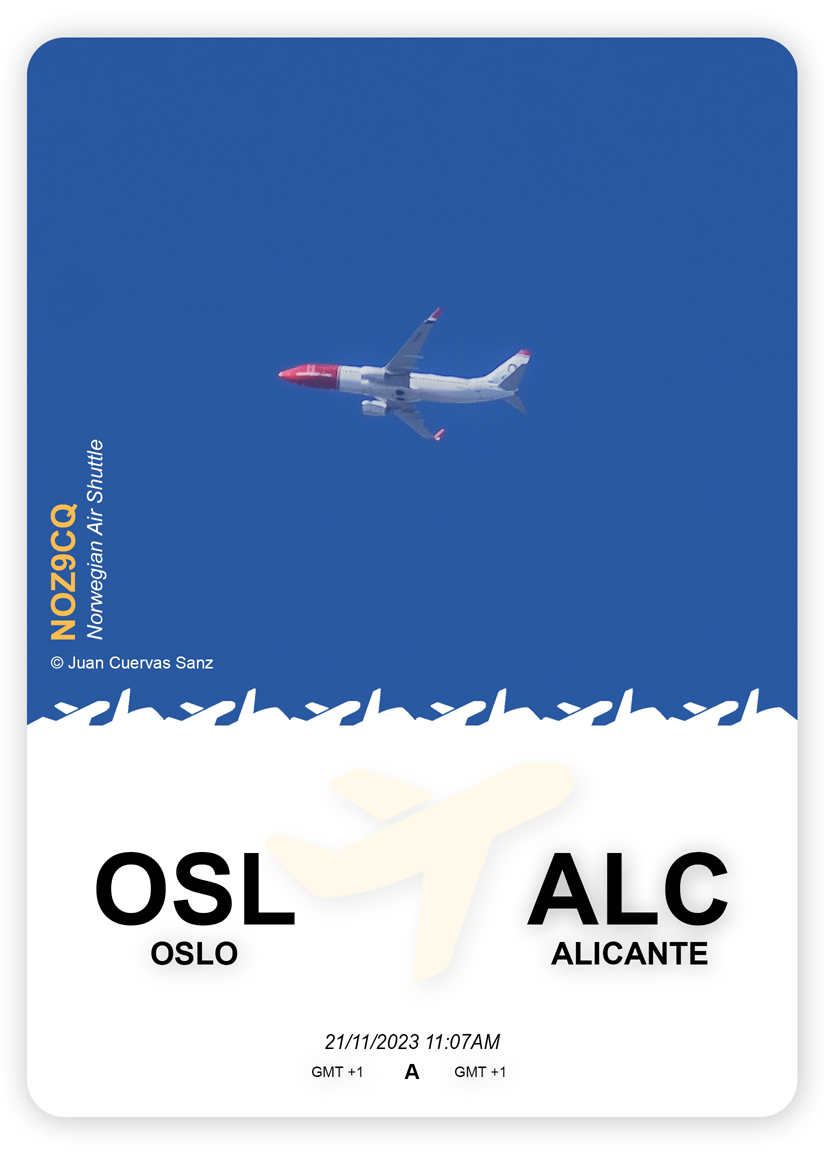 NOZ9CQ
Norwegian Air Shuttle
© Juan Cuervas Sanz
OSL
OSLO
ALC
ALICANTE
21/11/2023 11:07AM
GMT +1 A GMT +1